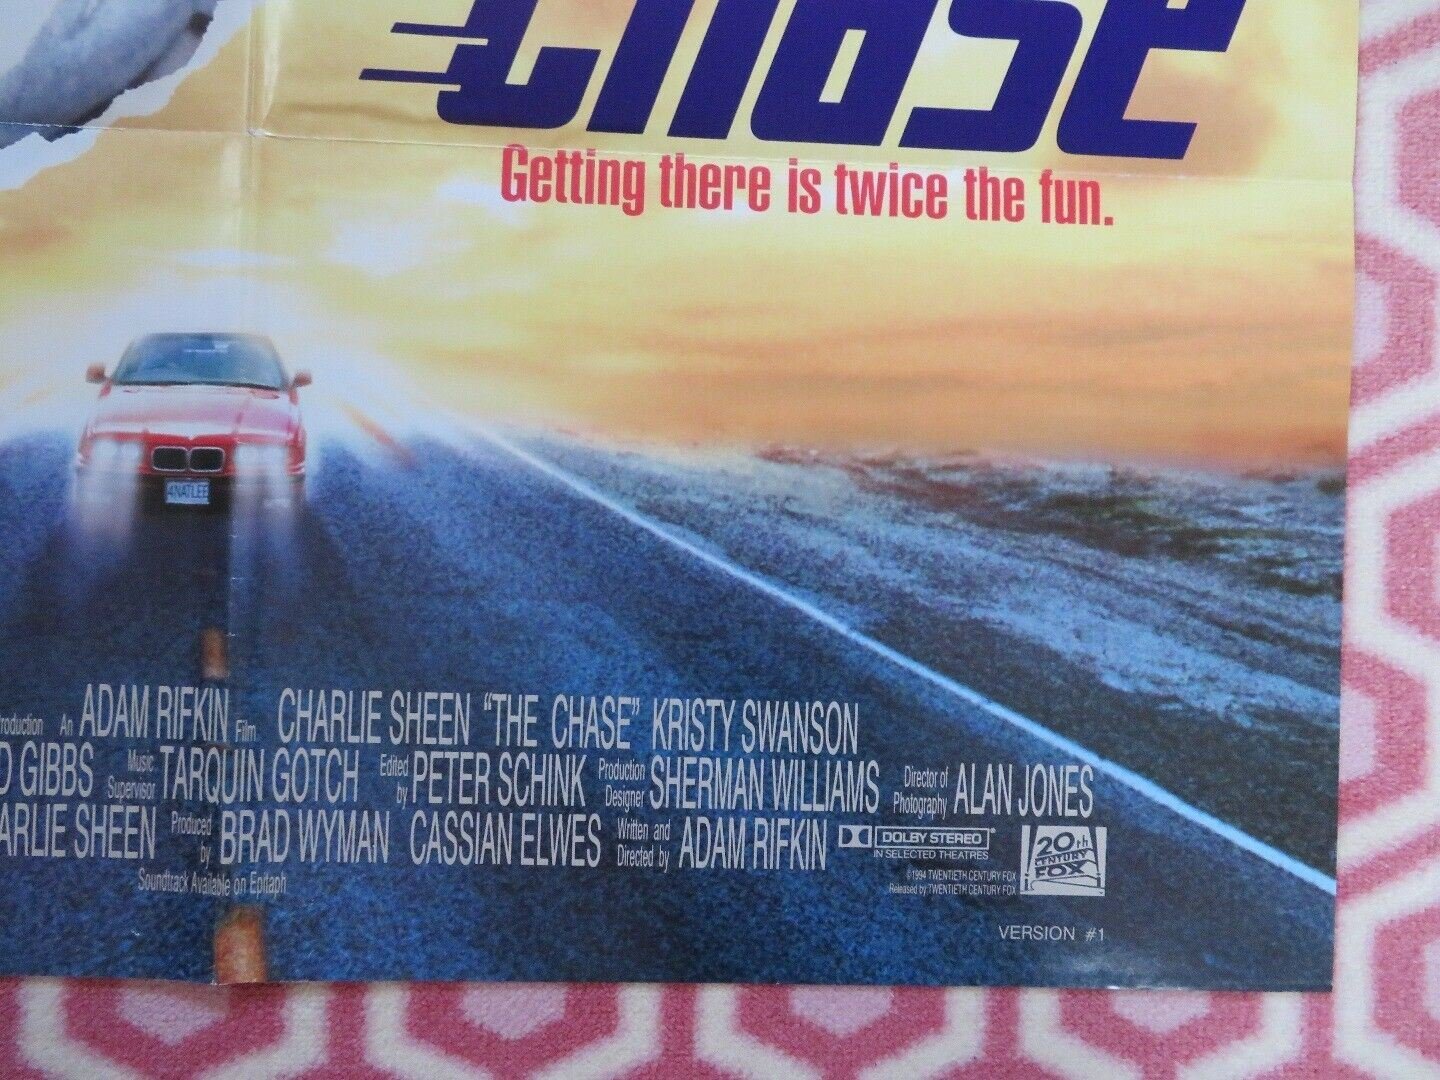 CHASE
Getting there is twice the fun.
4NATLEE
An ADAM RIFKIN Film CHARLIE SHEEN "THE CHASE" KRISTY SWANSON
GIBBS Music Supervisor TARQUIN GOTCH Edited by PETER SCHINK Production Designer SHERMAN WILLIAMS Director of Photography ALAN JONES
SHEEN Produced by BRAD WYMAN CASSIAN ELWES Written and Directed by ADAM RIFKIN
DOLBY STEREO®
IN SELECTED THEATRES
20th CENTURY FOX
Soundtrack Available on Epitaph
©1994 TWENTIETH CENTURY FOX
Released by TWENTIETH CENTURY FOX
VERSION #1